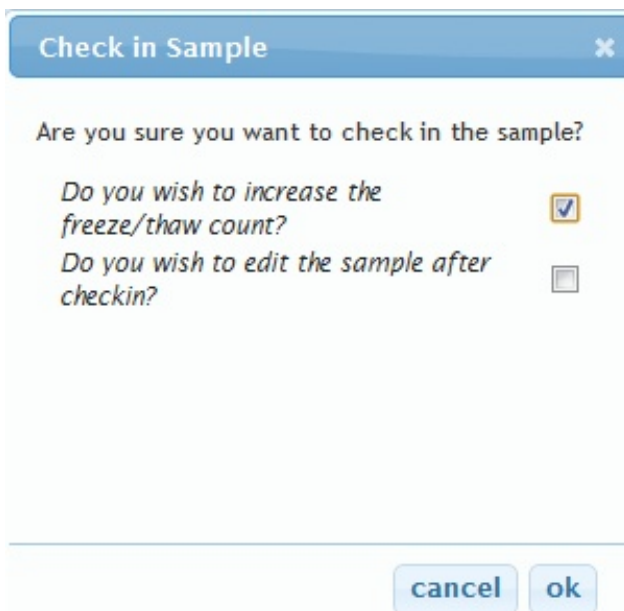 Check in Sample
Are you sure you want to check in the sample?
Do you wish to increase the
freeze/thaw count?
Do you wish to edit the sample after
checkin?
cancel ok